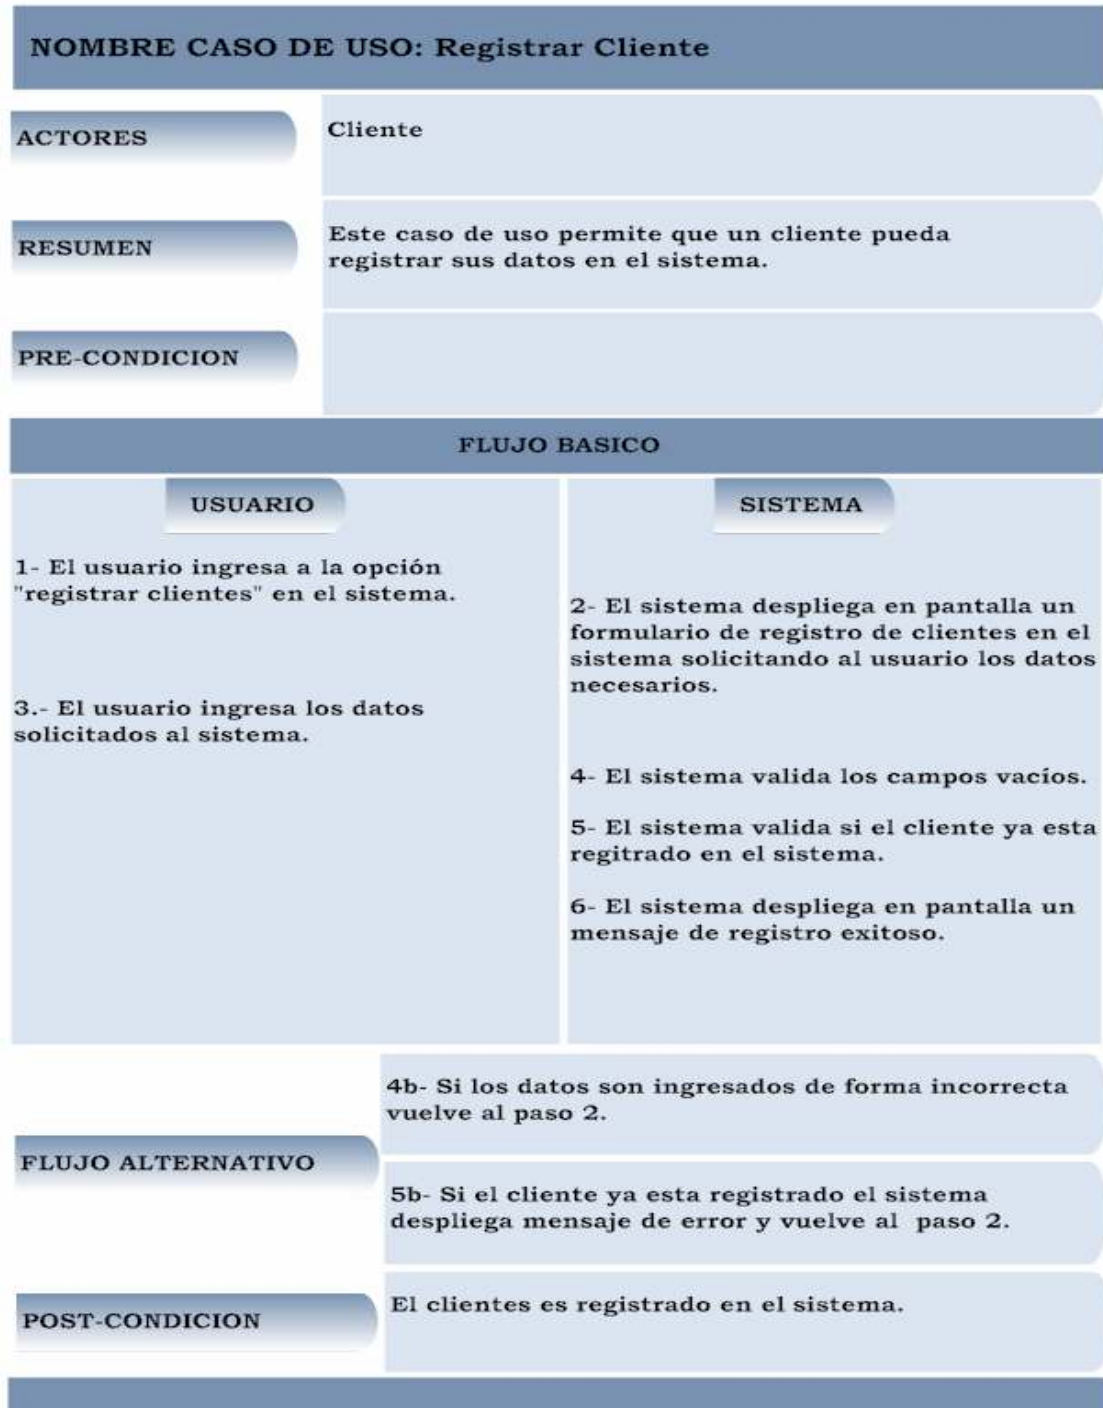 NOMBRE CASO DE USO: Registrar Cliente
ACTORES
Cliente
RESUMEN
Este caso de uso permite que un cliente pueda
registrar sus datos en el sistema.
PRE-CONDICION
FLUJO BASICO
USUARIO
1- El usuario ingresa a la opción
"registrar clientes" en el sistema.
3.- El usuario ingresa los datos
solicitados al sistema.
SISTEMA
2- El sistema despliega en pantalla un
formulario de registro de clientes en el
sistema solicitando al usuario los datos
necesarios.
4- El sistema valida los campos vacíos.
5- El sistema valida si el cliente ya esta
regitrado en el sistema.
6- El sistema despliega en pantalla un
mensaje de registro exitoso.
FLUJO ALTERNATIVO
4b- Si los datos son ingresados de forma incorrecta
vuelve al paso 2.
5b- Si el cliente ya esta registrado el sistema
despliega mensaje de error y vuelve al paso 2.
POST-CONDICION
El clientes es registrado en el sistema.